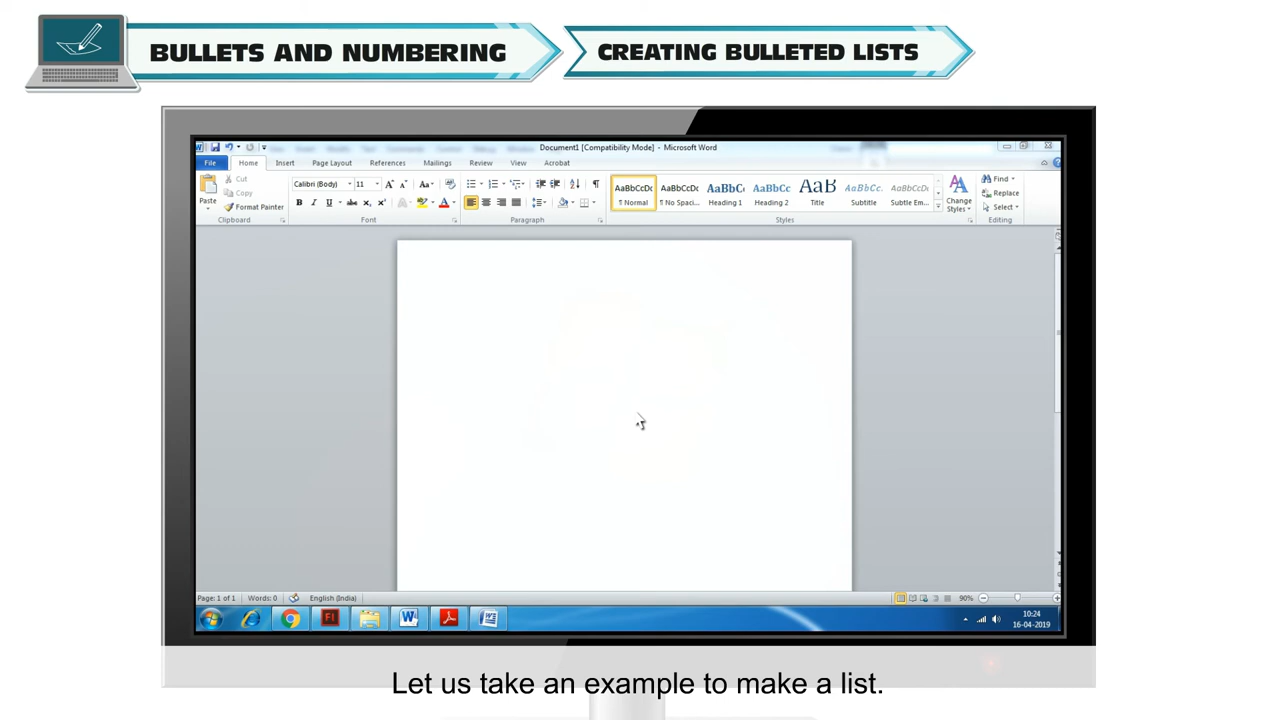 BULLETS AND NUMBERING
CREATING BULLETED LISTS
Document1 [Compatibility Mode] - Microsoft Word
File Home Insert Page Layout References Mailings Review View Acrobat
Cut
Copy
Format Painter
Paste
Clipboard
Calibri (Body) 11
Font
Paragraph
AaBbCcDc AaBbCcDc AaBbC AaBbCc AaB AaBbCc. AaBbCcDc
¶ Normal ¶ No Spaci... Heading 1 Heading 2 Title Subtitle Subtle Em...
Change
Styles
Styles
Find
Replace
Select
Editing
Page: 1 of 1 Words: 0 English (India) 90%
10:24
16-04-2019
Let us take an example to make a list.